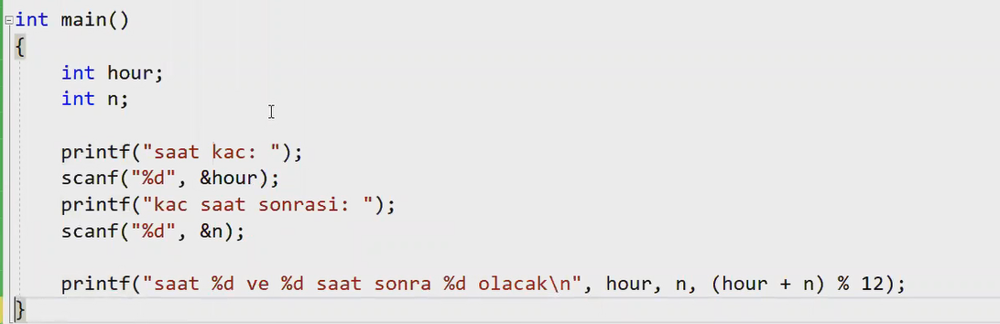 int main()
{
    int hour;
    int n;

    printf("saat kac: ");
    scanf("%d", &hour);
    printf("kac saat sonrasi: ");
    scanf("%d", &n);

    printf("saat %d ve %d saat sonra %d olacak\n", hour, n, (hour + n) % 12);
}